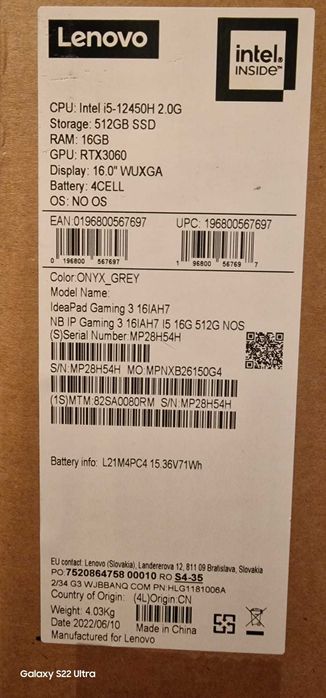 Lenovo
intel.
INSIDE™
CPU: Intel i5-12450H 2.0G
Storage: 512GB SSD
RAM: 16GB
GPU: RTX3060
Display: 16.0" WUXGA
Battery: 4CELL
OS: NO OS
EAN:0196800567697 UPC: 196800567697
0 196800 567697 1 96800 56769 7
Color:ONYX_GREY
Model Name:
IdeaPad Gaming 3 16IAH7
NB IP Gaming 3 16IAH7 I5 16G 512G NOS
(S)Serial Number:MP28H54H
S/N:MP28H54H MO:MPNXB26150G4
(1S)MTM:82SA0080RM S/N:MP28H54H
Battery info: L21M4PC4 15.36V71Wh
EU contact: Lenovo (Slovakia), Landererova 12, 811 09 Bratislava, Slovakia
PO 7520864758 00010 RO S4-35
2/34 G3 WJBBANQ COM PN:HLG1181006A
Country of Origin: (4L)Origin:CN
Weight: 4.03Kg
Date 2022/06/10 Made in China
Manufactured for Lenovo
Galaxy S22 Ultra